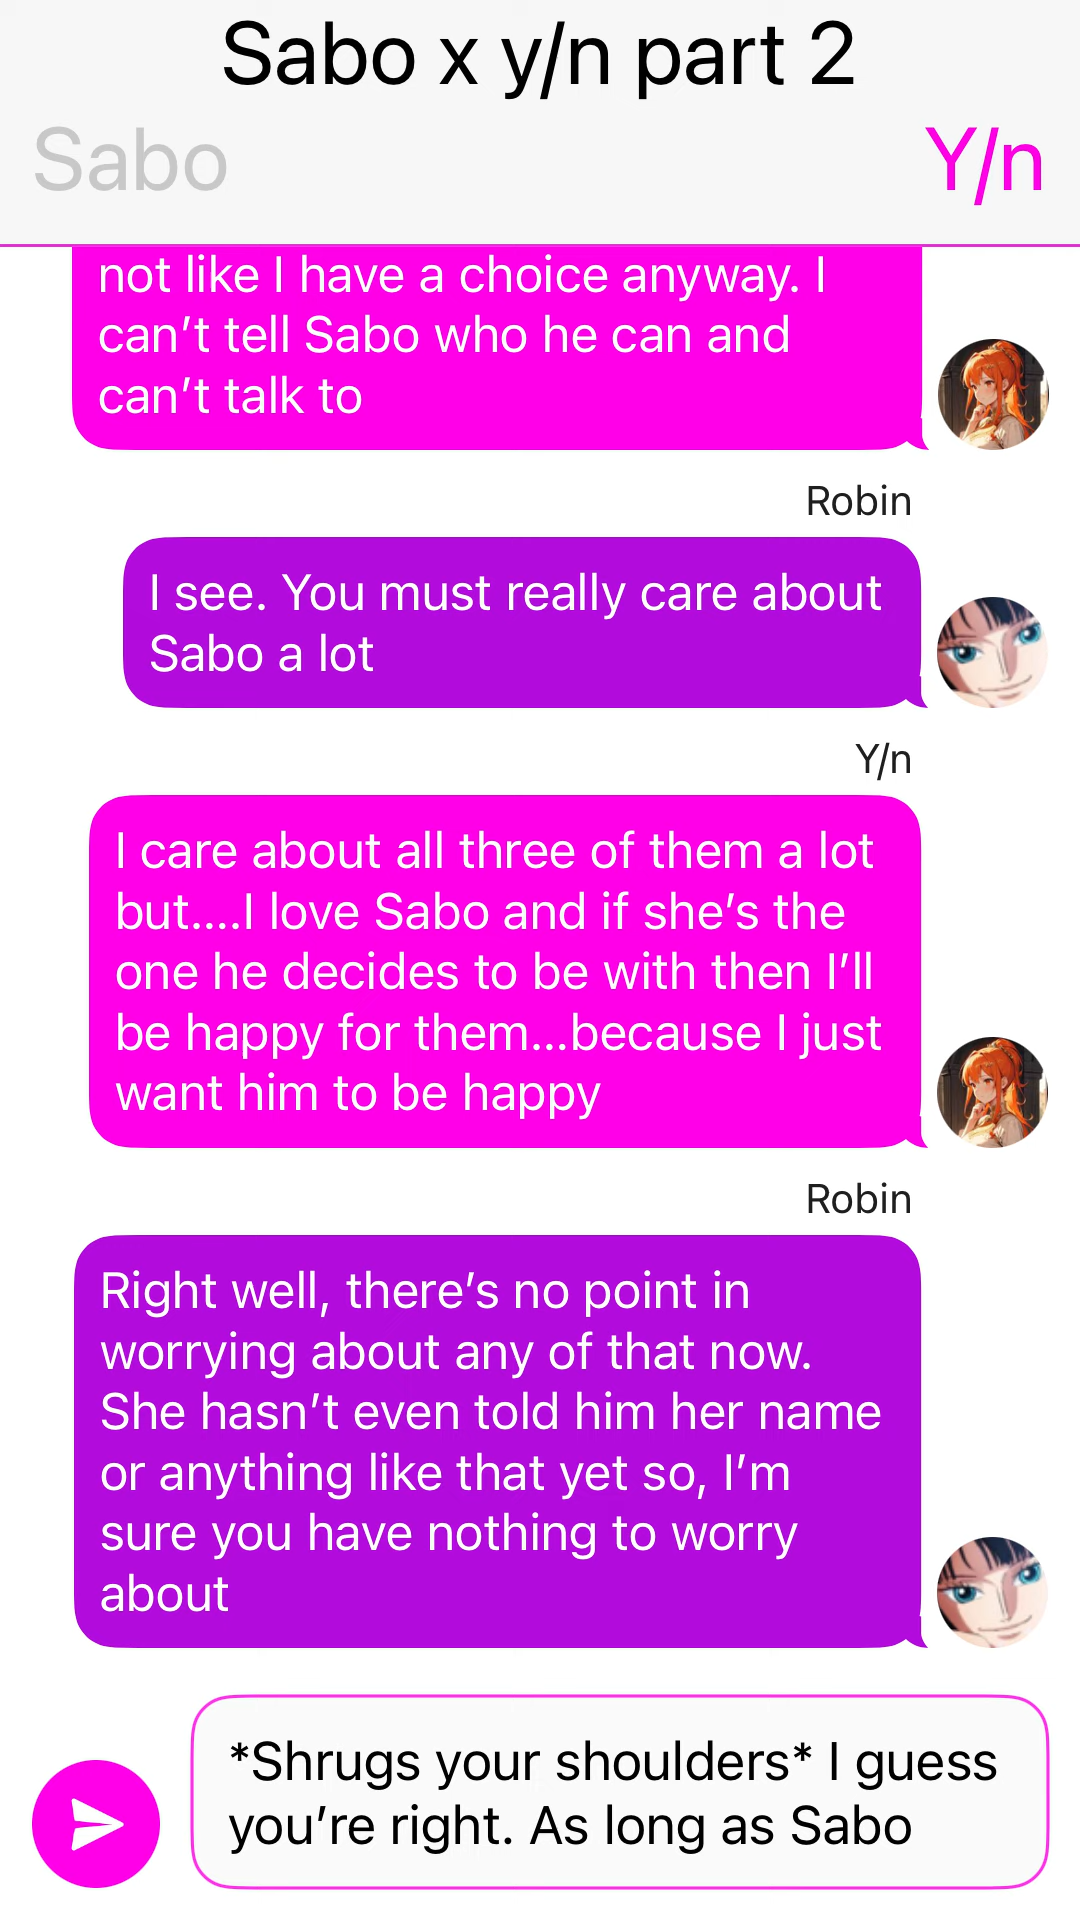 Sabo x y/n part 2
Sabo
Y/n
not like I have a choice anyway. I
can’t tell Sabo who he can and
can’t talk to
Robin
I see. You must really care about
Sabo a lot
Y/n
I care about all three of them a lot
but....I love Sabo and if she’s the
one he decides to be with then I’ll
be happy for them...because I just
want him to be happy
Robin
Right well, there’s no point in
worrying about any of that now.
She hasn’t even told him her name
or anything like that yet so, I’m
sure you have nothing to worry
about
*Shrugs your shoulders* I guess
you’re right. As long as Sabo